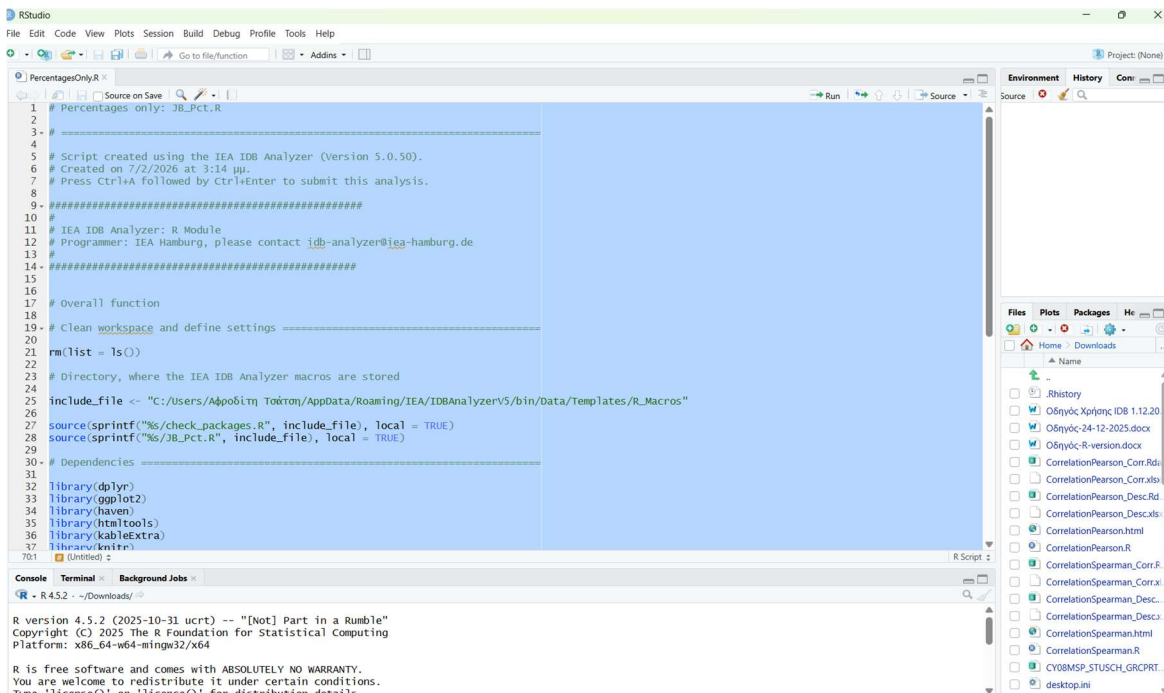 RStudio
File Edit Code View Plots Session Build Debug Profile Tools Help
Go to file/function Addins Project: (None)
PercentagesOnly.R
Source on Save Run Source
1 # Percentages only: JB_Pct.R
2
3 # ==============================================================================
4
5 # Script created using the IEA IDB Analyzer (Version 5.0.50).
6 # Created on 7/2/2026 at 3:14 μμ.
7 # Press Ctrl+A followed by Ctrl+Enter to submit this analysis.
8
9 ###################################################
10 #
11 # IEA IDB Analyzer: R Module
12 # Programmer: IEA Hamburg, please contact idb-analyzer@iea-hamburg.de
13 #
14 ##################################################
15
16
17 # Overall function
18
19 # Clean workspace and define settings ==========================================
20
21 rm(list = ls())
22
23 # Directory, where the IEA IDB Analyzer macros are stored
24
25 include_file <- "C:/Users/Αφροδίτη Τσάτση/AppData/Roaming/IEA/IDBAnalyzerV5/bin/Data/Templates/R_Macros"
26
27 source(sprintf("%s/check_packages.R", include_file), local = TRUE)
28 source(sprintf("%s/JB_Pct.R", include_file), local = TRUE)
29
30 # Dependencies =================================================================
31
32 library(dplyr)
33 library(ggplot2)
34 library(haven)
35 library(htmltools)
36 library(kableExtra)
37 library(knitr)
70:1 (Untitled) R Script
Console Terminal Background Jobs
R 4.5.2 · ~/Downloads/
R version 4.5.2 (2025-10-31 ucrt) -- "[Not] Part in a Rumble"
Copyright (C) 2025 The R Foundation for Statistical Computing
Platform: x86_64-w64-mingw32/x64
R is free software and comes with ABSOLUTELY NO WARRANTY.
You are welcome to redistribute it under certain conditions.
Type 'license()' or 'licence()' for distribution details.
Environment History Conn
Source
Files Plots Packages He
Home Downloads
Name
..
.Rhistory
Οδηγός Χρήσης IDB 1.12.20
Οδηγός-24-12-2025.docx
Οδηγός-R-version.docx
CorrelationPearson_Corr.Rda
CorrelationPearson_Corr.xlsx
CorrelationPearson_Desc.Rd
CorrelationPearson_Desc.xlsx
CorrelationPearson.html
CorrelationPearson.R
CorrelationSpearman_Corr.R
CorrelationSpearman_Corr.xl
CorrelationSpearman_Desc..
CorrelationSpearman_Desc.x
CorrelationSpearman.html
CorrelationSpearman.R
CY08MSP_STUSCH_GRCPRT
desktop.ini